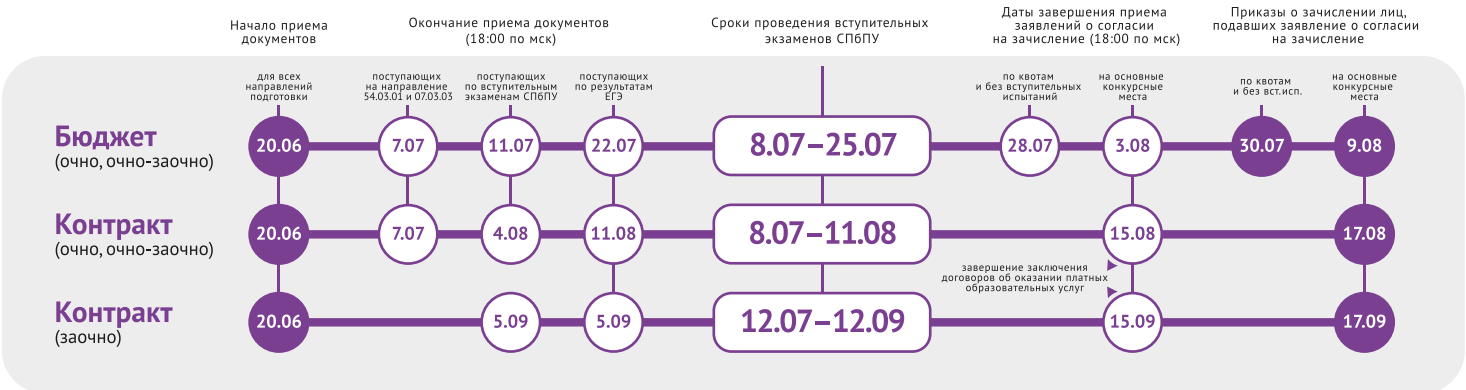 Начало приема
документов
Окончание приема документов
(18:00 по мск)
Сроки проведения вступительных
экзаменов СПбПУ
Даты завершения приема
заявлений о согласии
на зачисление (18:00 по мск)
Приказы о зачислении лиц,
подавших заявление о согласии
на зачисление
для всех
направлений
подготовки
поступающих
на направление
54.03.01 и 07.03.03
поступающих
по вступительным
экзаменам СПбПУ
поступающих
по результатам
ЕГЭ
по квотам
и без вступительных
испытаний
на основные
конкурсные
места
по квотам
и без вст.исп.
на основные
конкурсные
места
Бюджет
(очно, очно-заочно)
20.06
7.07
11.07
22.07
8.07–25.07
28.07
3.08
30.07
9.08
Контракт
(очно, очно-заочно)
20.06
7.07
4.08
11.08
8.07–11.08
15.08
17.08
завершение заключения
договоров об оказании платных
образовательных услуг
Контракт
(заочно)
20.06
5.09
5.09
12.07–12.09
15.09
17.09